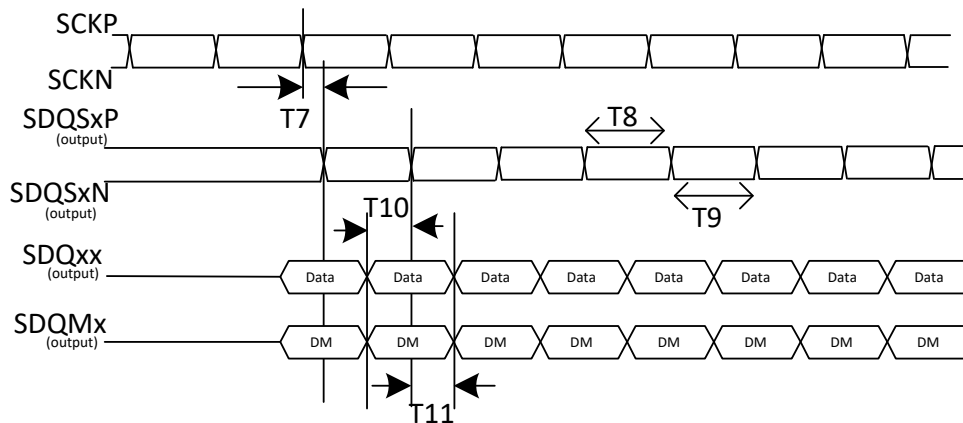 SCKP
SCKN
T7
SDQSxP
(output)
T8
SDQSxN
(output)
T9
T10
SDQxx
(output)
Data Data Data Data Data Data Data Data
SDQMx
(output)
DM DM DM DM DM DM DM DM
T11